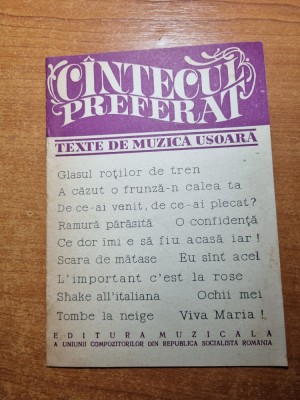 CÎNTECUL
PREFERAT
TEXTE DE MUZICA USOARA
Glasul roţilor de tren
A căzut o frunză-n calea ta
De ce-ai venit, de ce-ai plecat?
Ramură părăsită O confidenţă
Ce dor îmi e să fiu acasă iar!
Scara de mătase Eu sînt acel
L'important c'est la rose
Shake all'italiana Ochii mei
Tombe la neige Viva Maria!
EDITURA MUZICALA
A UNIUNII COMPOZITORILOR DIN REPUBLICA SOCIALISTA ROMÂNIA